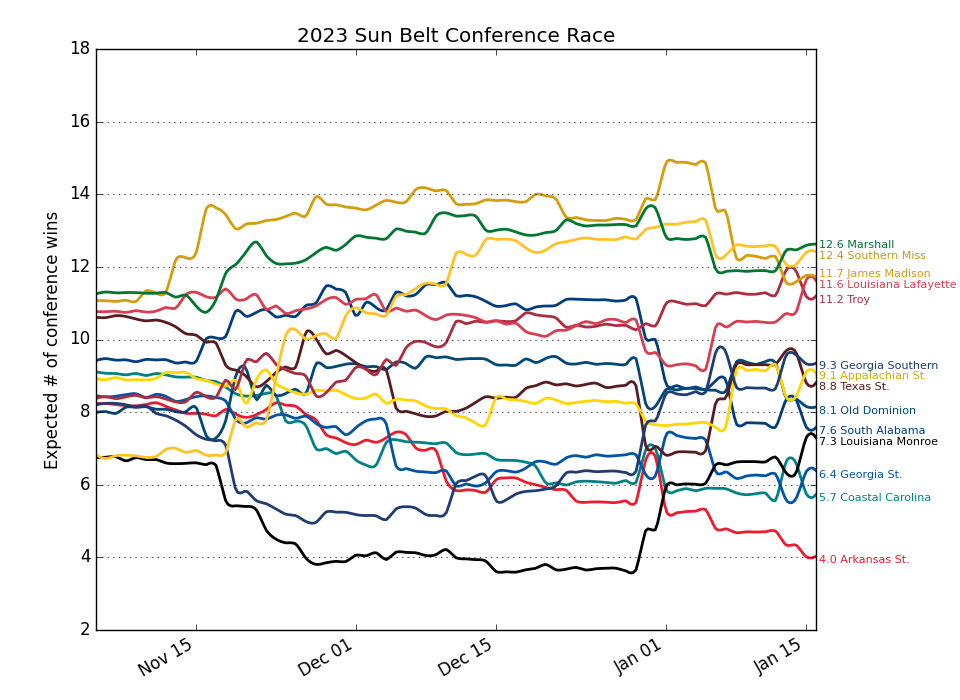 2023 Sun Belt Conference Race
Expected # of conference wins
18
16
14
12
10
8
6
4
2
Nov 15
Dec 01
Dec 15
Jan 01
Jan 15
12.6 Marshall
12.4 Southern Miss
11.7 James Madison
11.6 Louisiana Lafayette
11.2 Troy
9.3 Georgia Southern
9.1 Appalachian St.
8.8 Texas St.
8.1 Old Dominion
7.6 South Alabama
7.3 Louisiana Monroe
6.4 Georgia St.
5.7 Coastal Carolina
4.0 Arkansas St.